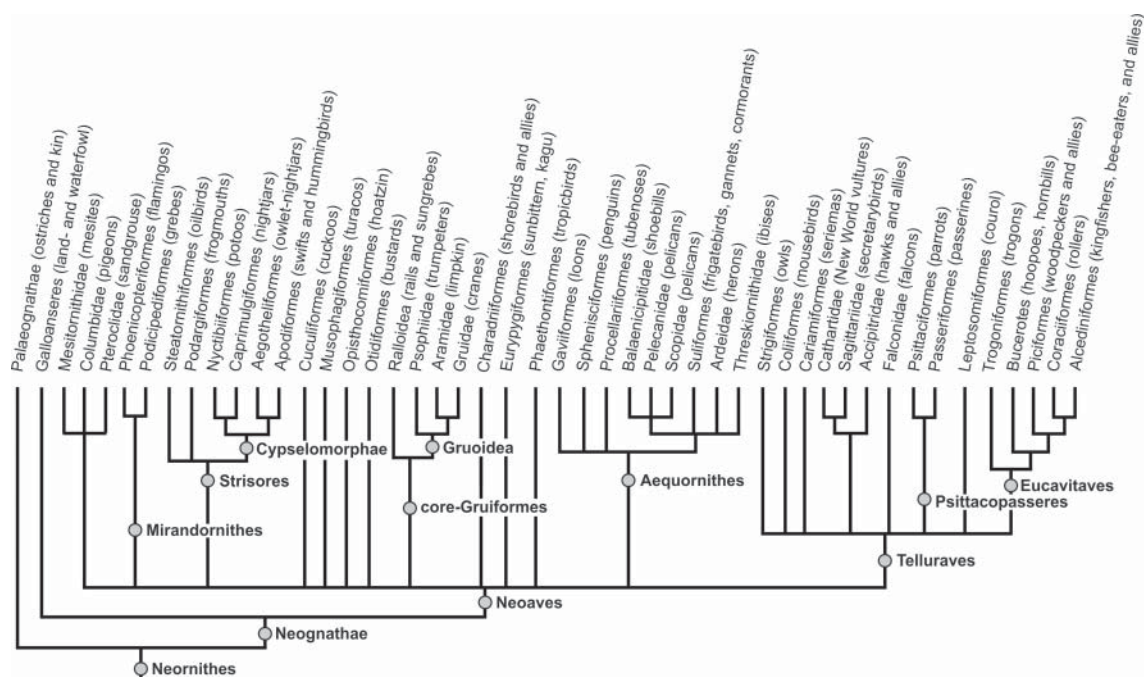 Palaeognathae (ostriches and kin)
Galloanseres (land- and waterfowl)
Mesitornithidae (mesites)
Columbidae (pigeons)
Pteroclidae (sandgrouse)
Phoenicopteriformes (flamingos)
Podicipediformes (grebes)
Steatornithiformes (oilbirds)
Podargiformes (frogmouths)
Nyctibiiformes (potoos)
Caprimulgiformes (nightjars)
Aegotheliformes (owlet-nightjars)
Apodiformes (swifts and hummingbirds)
Cuculiformes (cuckoos)
Musophagiformes (turacos)
Opisthocomiformes (hoatzin)
Otidiformes (bustards)
Ralloidea (rails and sungrebes)
Psophiidae (trumpeters)
Aramidae (limpkin)
Gruidae (cranes)
Charadriiformes (shorebirds and allies)
Eurypygiformes (sunbittern, kagu)
Phaethontiformes (tropicbirds)
Gaviiformes (loons)
Sphenisciformes (penguins)
Procellariiformes (tubenoses)
Balaenicipitidae (shoebills)
Pelecanidae (pelicans)
Scopidae (pelicans)
Suliformes (frigatebirds, gannets, cormorants)
Ardeidae (herons)
Threskiornithidae (ibises)
Strigiformes (owls)
Coliiformes (mousebirds)
Cariamiformes (seriemas)
Cathartidae (New World vultures)
Sagittariidae (secretarybirds)
Accipitridae (hawks and allies)
Falconidae (falcons)
Psittaciformes (parrots)
Passeriformes (passerines)
Leptosomiformes (courol)
Trogoniformes (trogons)
Bucerotes (hoopoes, hornbills)
Piciformes (woodpeckers and allies)
Coraciiformes (rollers)
Alcediniformes (kingfishers, bee-eaters, and allies)
Cypselomorphae
Gruoidea
Strisores
Aequornithes
Eucavitaves
Psittacopasseres
core-Gruiformes
Mirandornithes
Telluraves
Neoaves
Neognathae
Neornithes